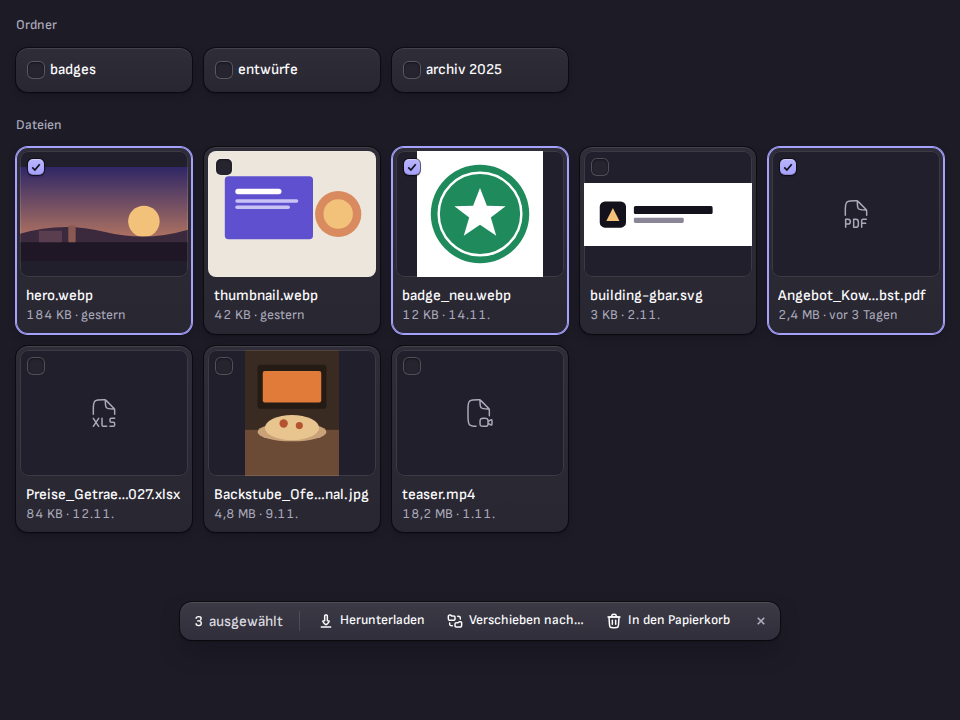 Ordner
badges
entwürfe
archiv 2025
Dateien
hero.webp
184 KB · gestern
thumbnail.webp
42 KB · gestern
badge_neu.webp
12 KB · 14.11.
building-gbar.svg
3 KB · 2.11.
PDF
Angebot_Kow…bst.pdf
2,4 MB · vor 3 Tagen
XLS
Preise_Getrae…027.xlsx
84 KB · 12.11.
Backstube_Ofe…nal.jpg
4,8 MB · 9.11.
teaser.mp4
18,2 MB · 1.11.
3 ausgewählt
Herunterladen
Verschieben nach…
In den Papierkorb